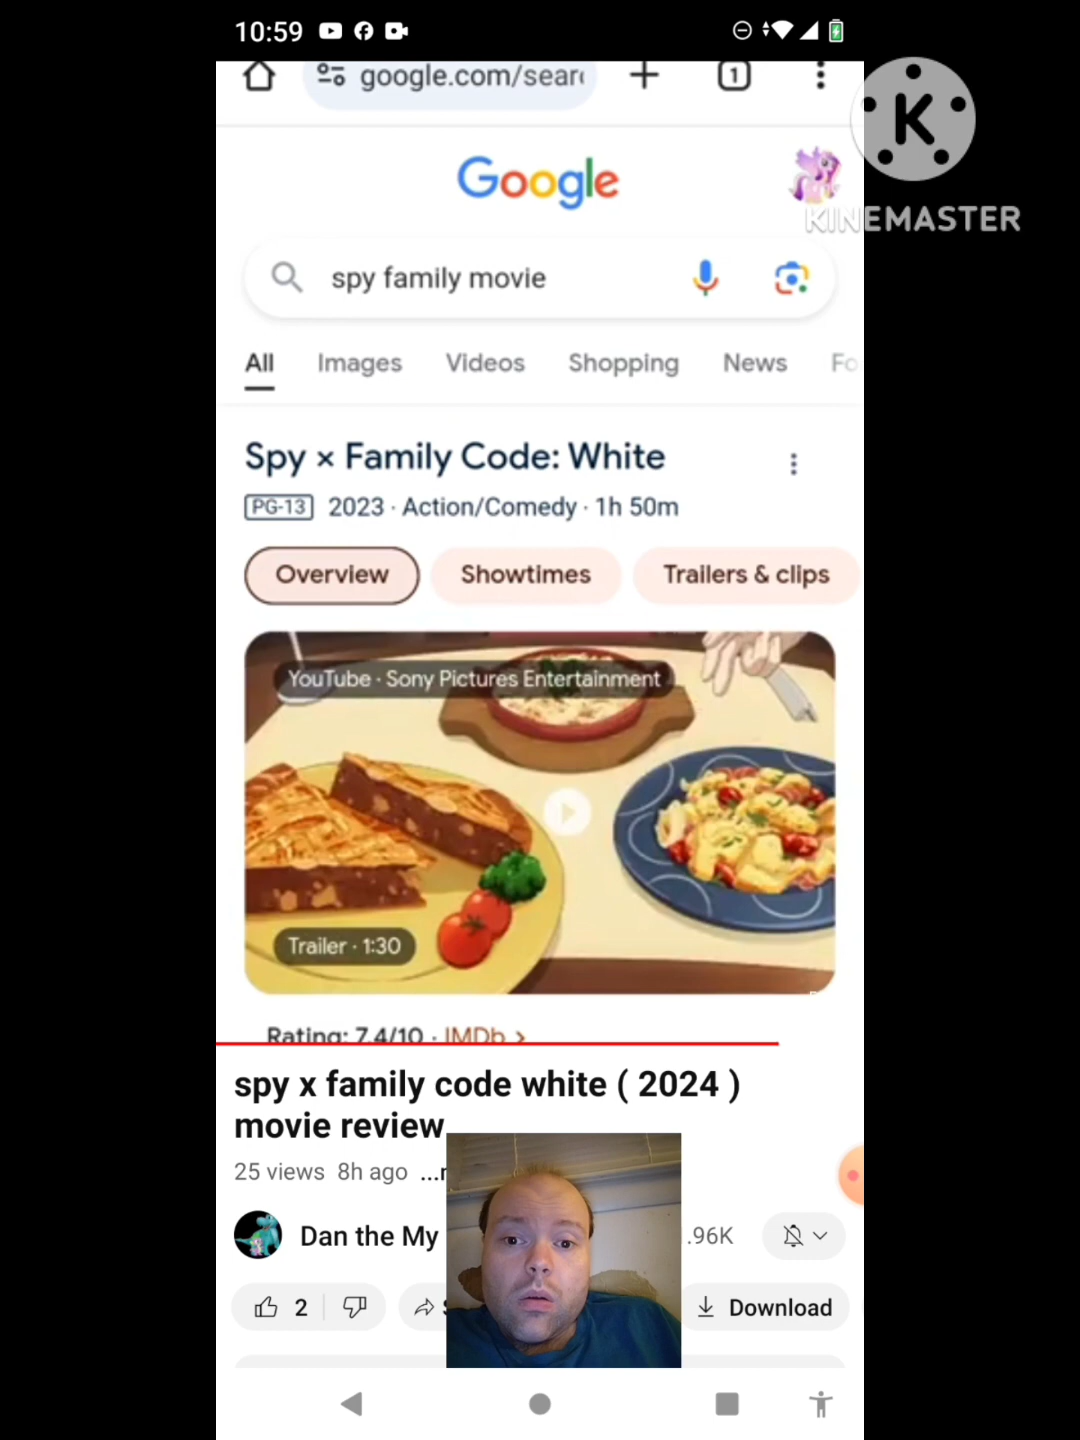 10:59
google.com/sear
1
Google
K
KINEMASTER
spy family movie
All Images Videos Shopping News Fo
Spy × Family Code: White
PG-13 2023 · Action/Comedy · 1h 50m
Overview Showtimes Trailers & clips
YouTube · Sony Pictures Entertainment
Trailer · 1:30
Rating: 7.4/10 · IMDb >
spy x family code white ( 2024 )
movie review
25 views 8h ago ...
Dan the My .96K
2 Download